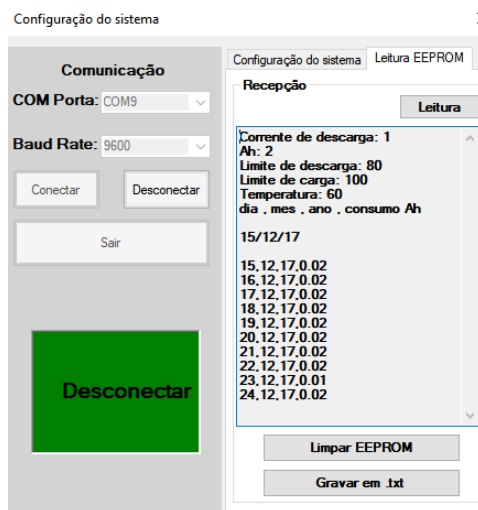 Configuração do sistema
Comunicação
COM Porta: COM9
Baud Rate: 9600
Conectar
Desconectar
Sair
Desconectar
Configuração do sistema
Leitura EEPROM
Recepção
Leitura
Corrente de descarga: 1
Ah: 2
Limite de descarga: 80
Limite de carga: 100
Temperatura: 60
dia , mes , ano , consumo Ah
15/12/17
15,12,17,0.02
16,12,17,0.02
17,12,17,0.02
18,12,17,0.02
19,12,17,0.02
20,12,17,0.02
21,12,17,0.02
22,12,17,0.02
23,12,17,0.01
24,12,17,0.02
Limpar EEPROM
Gravar em .txt